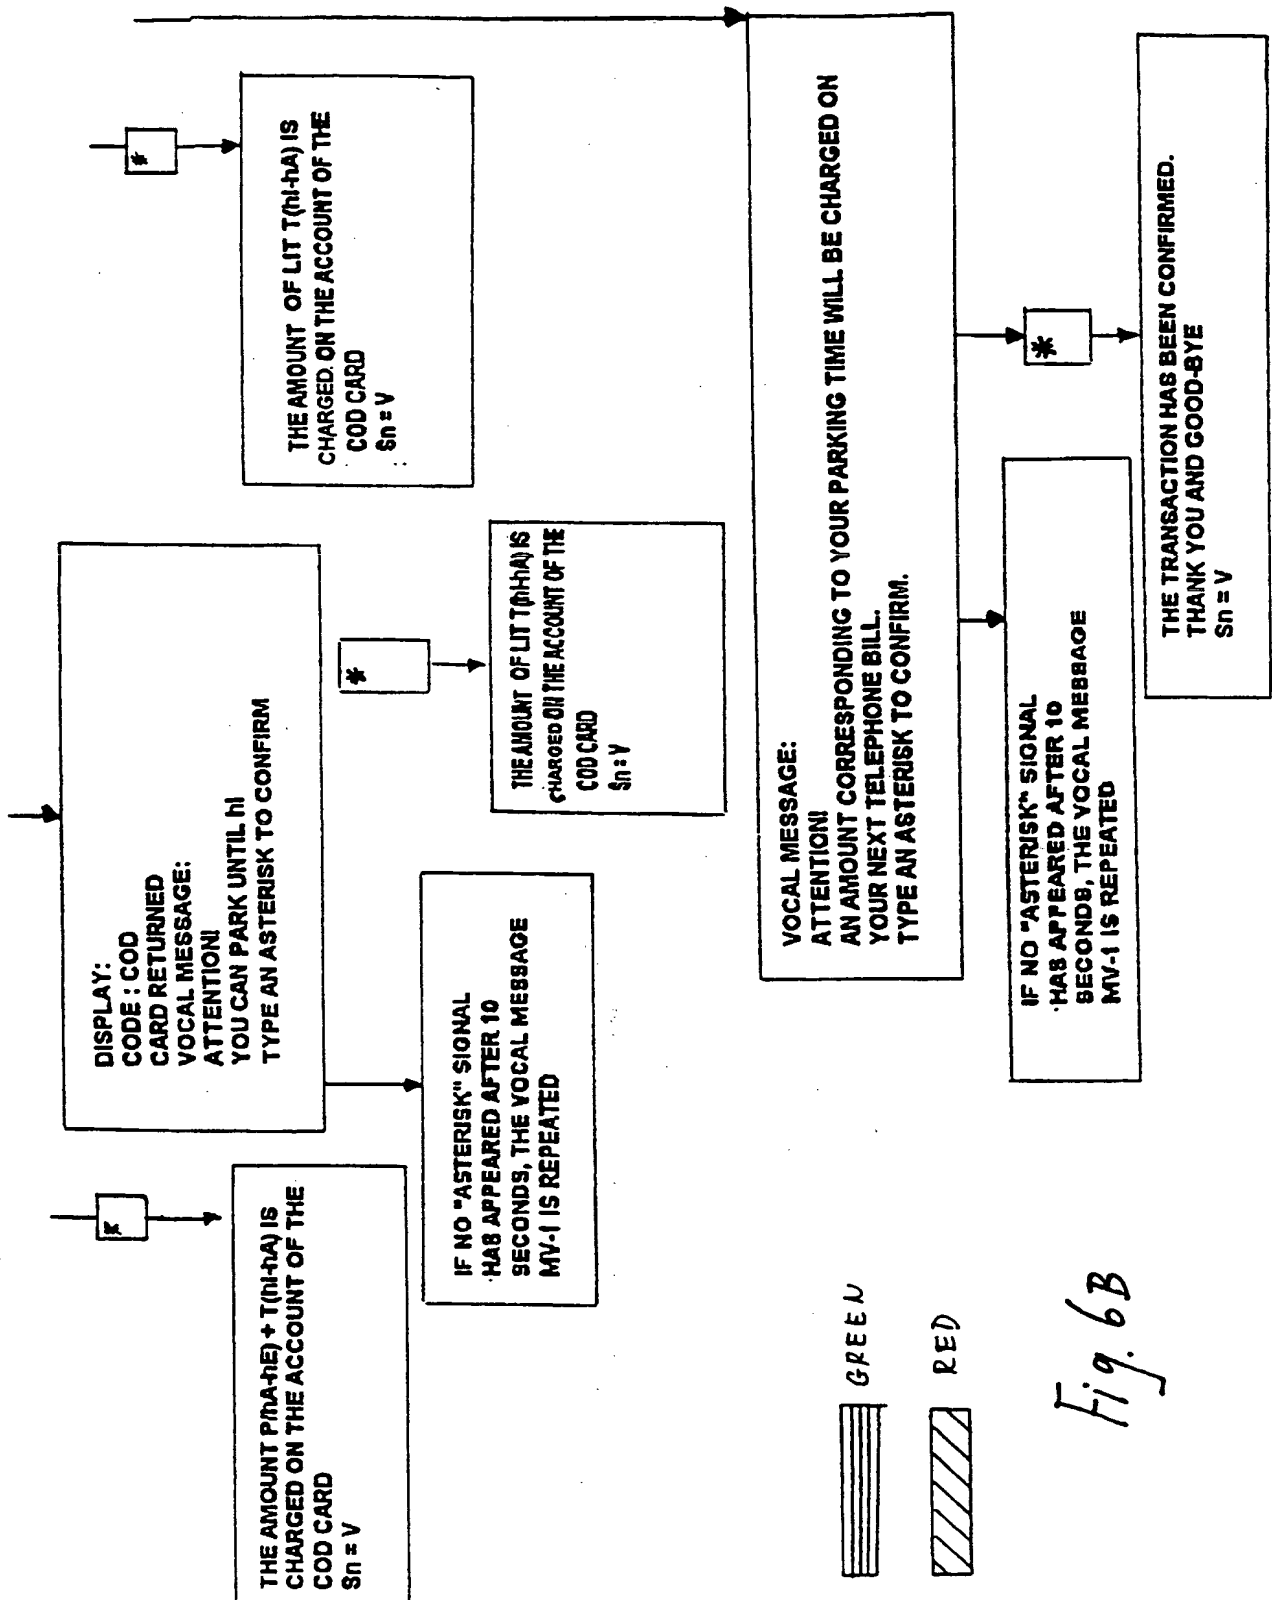 *
THE AMOUNT P(hA-hE) + T(hI-hA) IS
CHARGED ON THE ACCOUNT OF THE
COD CARD
Sn = V
DISPLAY:
CODE : COD
CARD RETURNED
VOCAL MESSAGE:
ATTENTION!
YOU CAN PARK UNTIL hI
TYPE AN ASTERISK TO CONFIRM
*
THE AMOUNT OF LIT T(hI-hA) IS
CHARGED. ON THE ACCOUNT OF THE
COD CARD
Sn = V
IF NO "ASTERISK" SIGNAL
HAS APPEARED AFTER 10
SECONDS, THE VOCAL MESSAGE
MV-1 IS REPEATED
*
THE AMOUNT OF LIT T(hI-hA) IS
CHARGED ON THE ACCOUNT OF THE
COD CARD
Sn = V
VOCAL MESSAGE:
ATTENTION!
AN AMOUNT CORRESPONDING TO YOUR PARKING TIME WILL BE CHARGED ON
YOUR NEXT TELEPHONE BILL.
TYPE AN ASTERISK TO CONFIRM.
IF NO "ASTERISK" SIGNAL
HAS APPEARED AFTER 10
SECONDS, THE VOCAL MESSAGE
MV-1 IS REPEATED
*
THE TRANSACTION HAS BEEN CONFIRMED.
THANK YOU AND GOOD-BYE
Sn = V
GREEN
RED
Fig. 6B